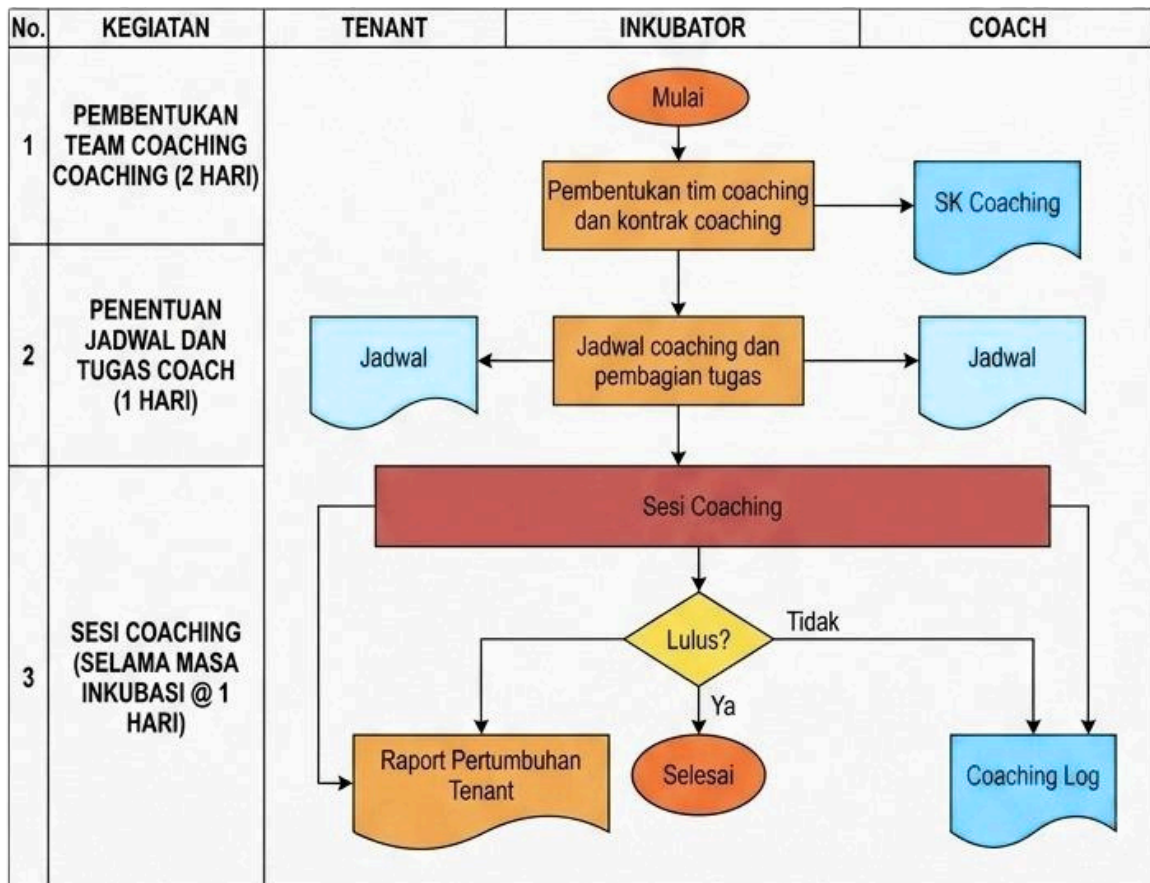 No. KEGIATAN TENANT INKUBATOR COACH
1
PEMBENTUKAN
TEAM COACHING
COACHING (2 HARI)
Mulai
Pembentukan tim coaching
dan kontrak coaching
SK Coaching
2
PENENTUAN
JADWAL DAN
TUGAS COACH
(1 HARI)
Jadwal
Jadwal coaching dan
pembagian tugas
Jadwal
3
SESI COACHING
(SELAMA MASA
INKUBASI @ 1
HARI)
Sesi Coaching
Lulus?
Tidak
Ya
Raport Pertumbuhan
Tenant
Selesai
Coaching Log